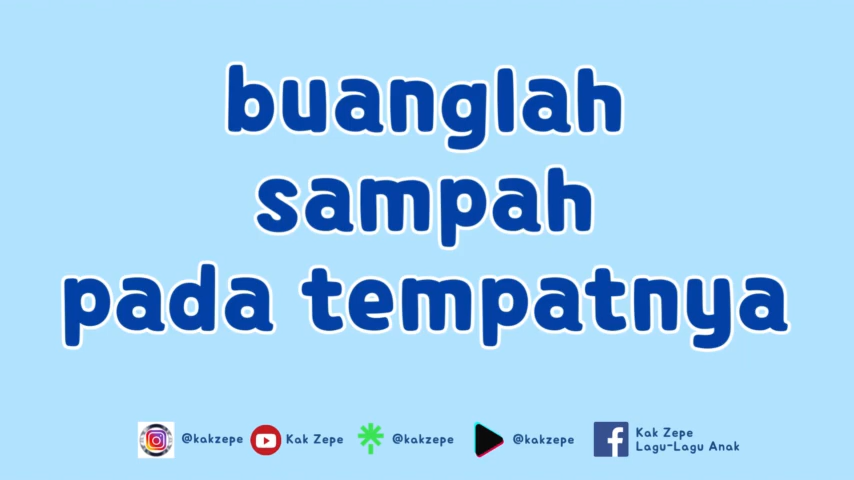 buanglah
sampah
pada tempatnya
@kakzepe Kak Zepe @kakzepe @kakzepe Kak Zepe
Lagu-Lagu Anak